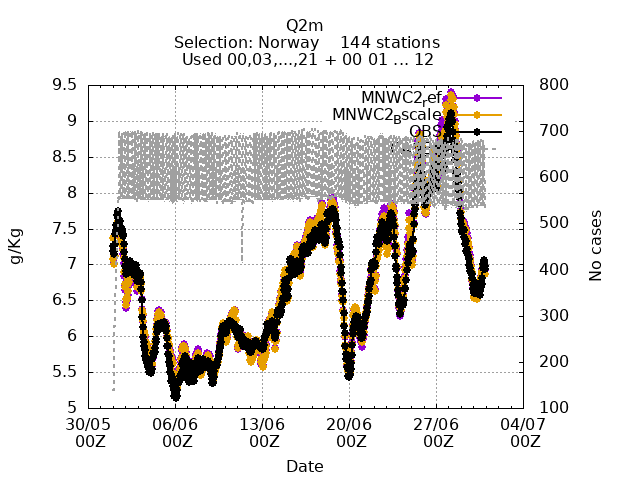 Q2m
Selection: Norway    144 stations
Used 00,03,...,21 + 00 01 ... 12
g/Kg
9.5
9
8.5
8
7.5
7
6.5
6
5.5
5
MNWC2ref
MNWC2Bscale
OBS
800
700
600
500
400
300
200
100
No cases
30/05 06/06 13/06 20/06 27/06 04/07
00Z 00Z 00Z 00Z 00Z 00Z
Date